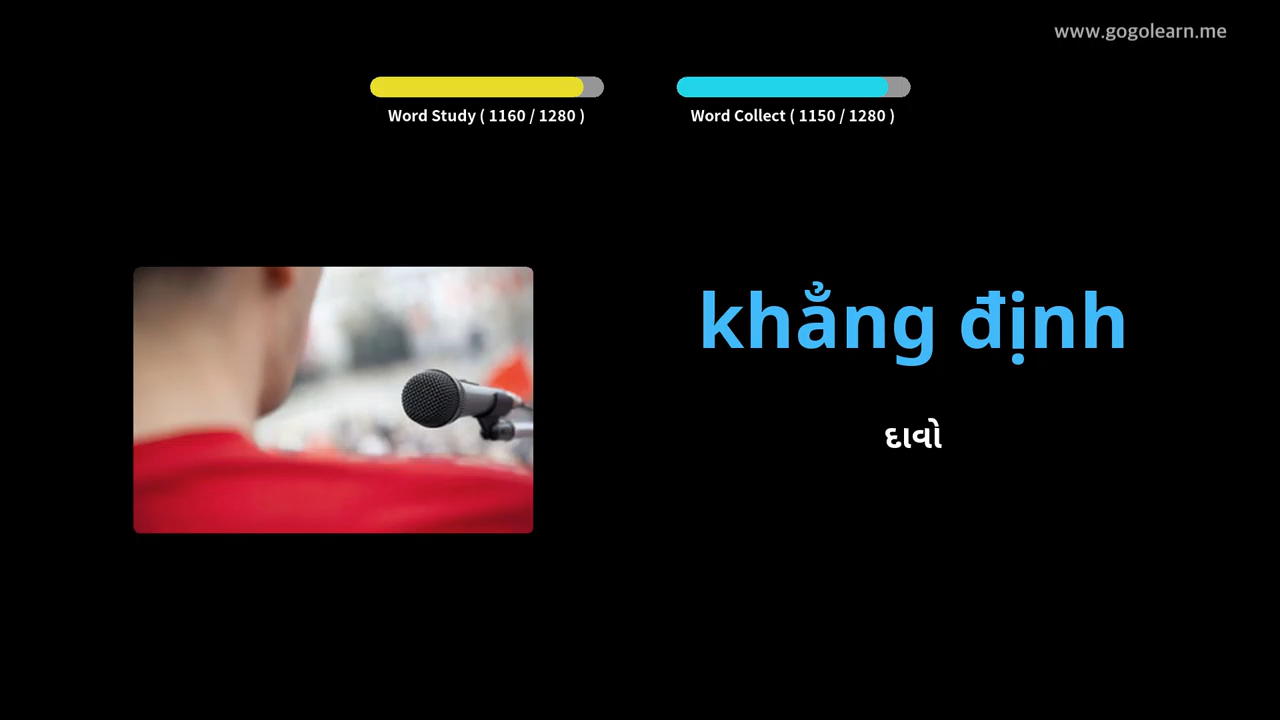 www.gogolearn.me
Word Study ( 1160 / 1280 )
Word Collect ( 1150 / 1280 )
khẳng định
દાવો